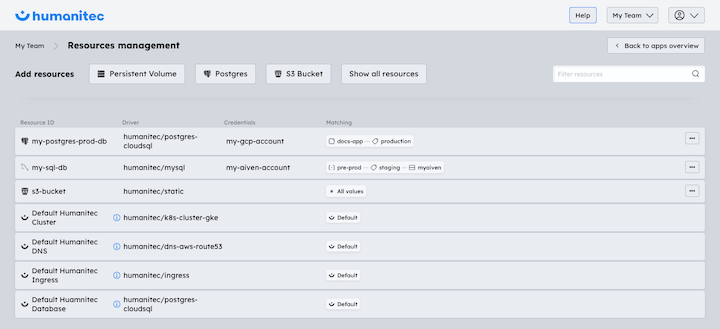 humanitec
Help
My Team
My Team
Resources management
Back to apps overview
Add resources
Persistent Volume
Postgres
S3 Bucket
Show all resources
Filter resources
Resource ID
Driver
Credentials
Matching
my-postgres-prod-db
humanitec/postgres-
cloudsql
my-gcp-account
docs-app
production
my-sql-db
humanitec/mysql
my-aiven-account
pre-prod
staging
myaiven
s3-bucket
humanitec/static
All values
Default Humanitec
Cluster
humanitec/k8s-cluster-gke
Default
Default Humanitec
DNS
humanitec/dns-aws-route53
Default
Default Humanitec
Ingress
humanitec/ingress
Default
Default Huamnitec
Database
humanitec/postgres-
cloudsql
Default